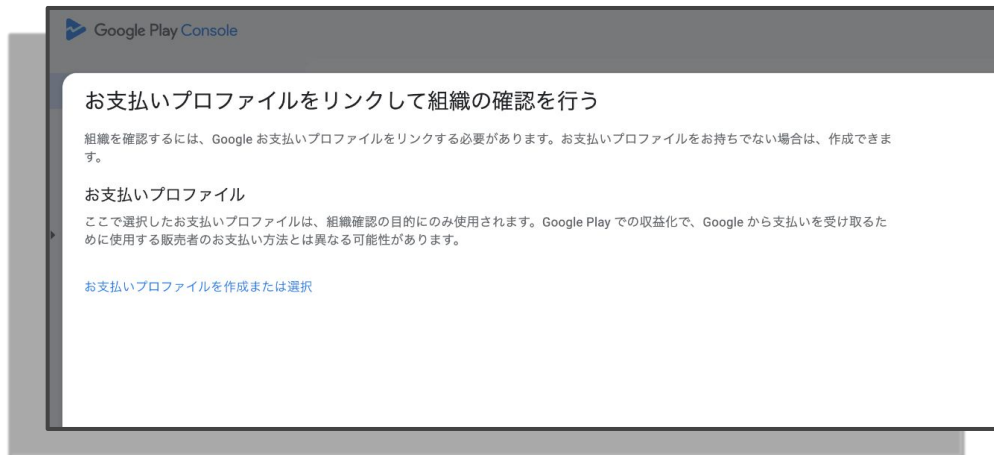 Google Play Console
お支払いプロファイルをリンクして組織の確認を行う
組織を確認するには、Google お支払いプロファイルをリンクする必要があります。お支払いプロファイルをお持ちでない場合は、作成できま
す。
お支払いプロファイル
ここで選択したお支払いプロファイルは、組織確認の目的にのみ使用されます。Google Play での収益化で、Google から支払いを受け取るた
めに使用する販売者のお支払い方法とは異なる可能性があります。
お支払いプロファイルを作成または選択